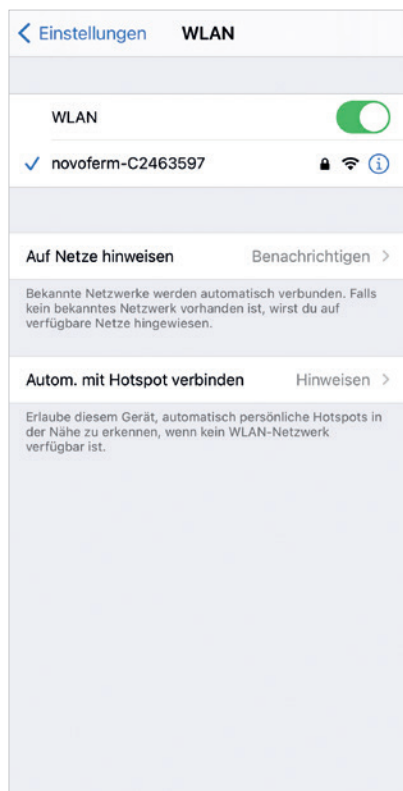 Einstellungen WLAN
WLAN
novoferm-C2463597
Auf Netze hinweisen Benachrichtigen
Bekannte Netzwerke werden automatisch verbunden. Falls
kein bekanntes Netzwerk vorhanden ist, wirst du auf
verfügbare Netze hingewiesen.
Autom. mit Hotspot verbinden Hinweisen
Erlaube diesem Gerät, automatisch persönliche Hotspots in
der Nähe zu erkennen, wenn kein WLAN-Netzwerk
verfügbar ist.